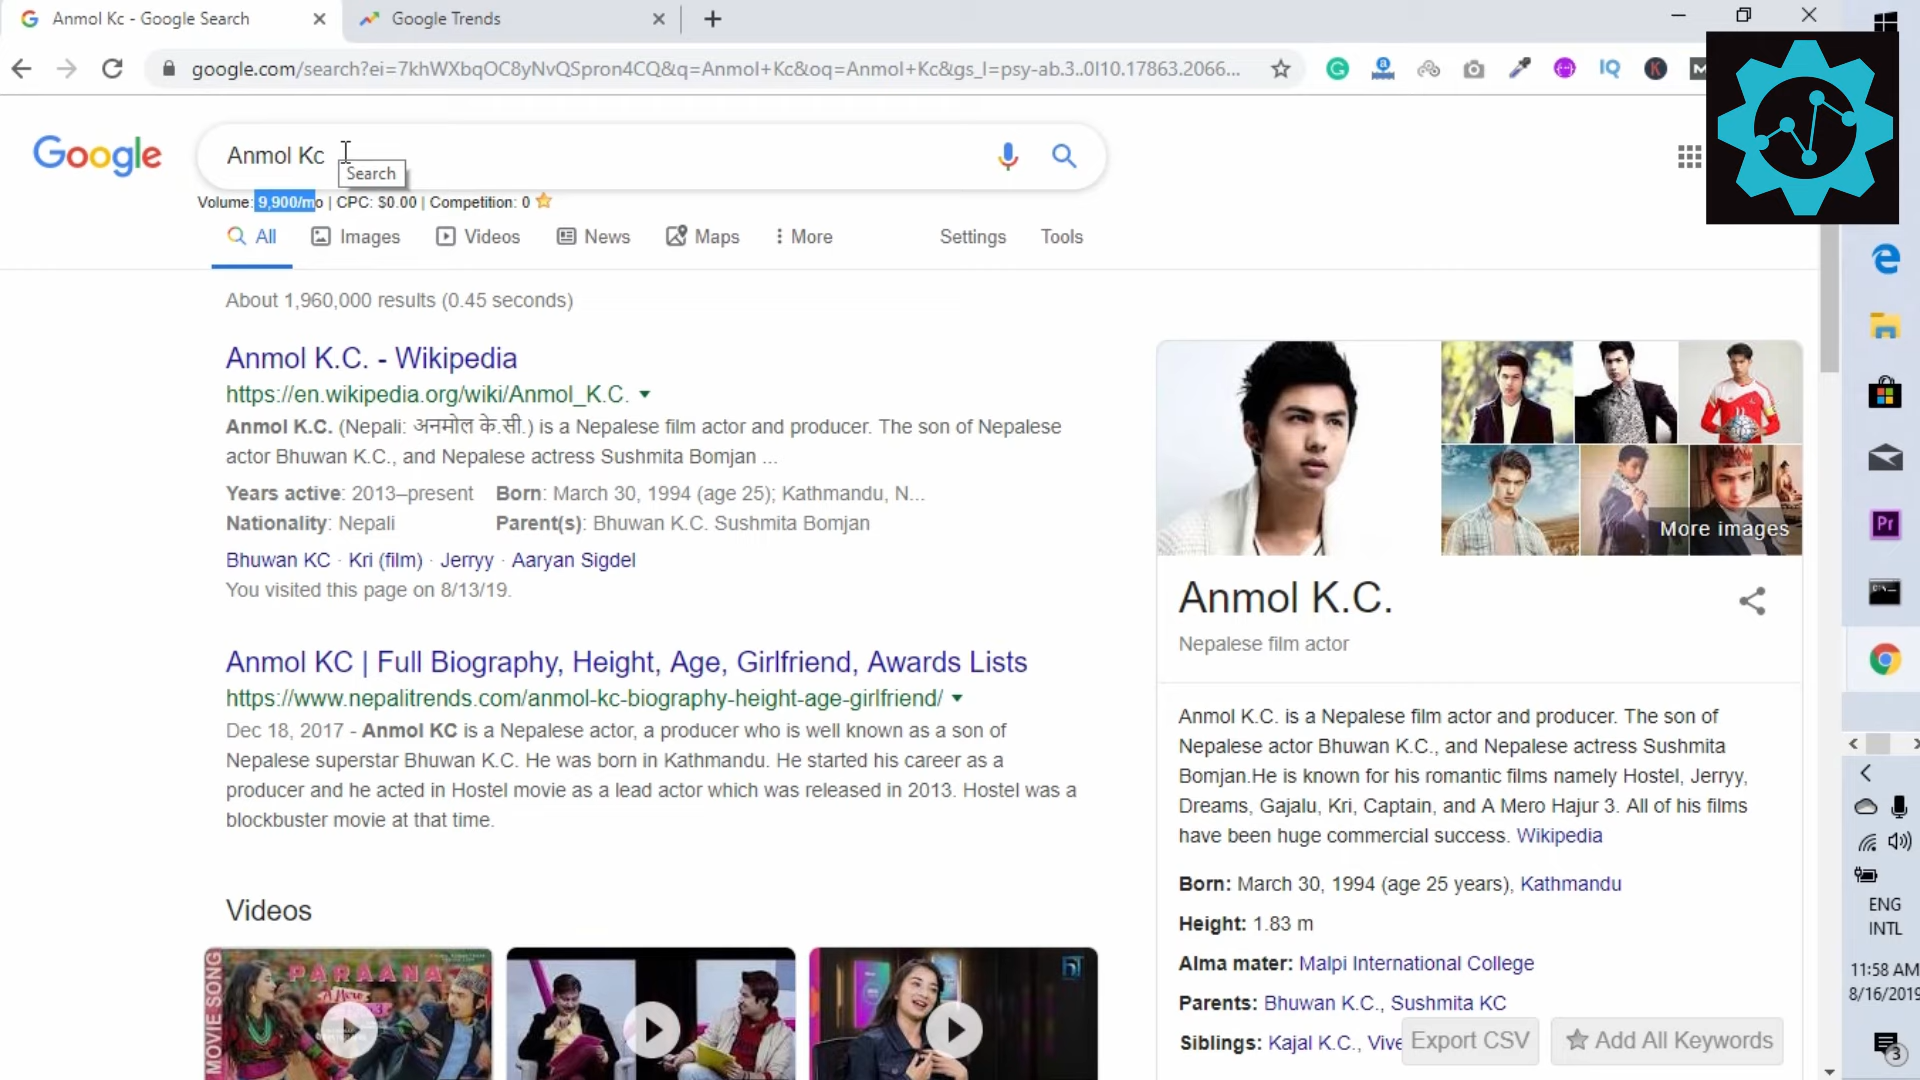 Anmol Kc - Google Search
Google Trends
google.com/search?ei=7khWXbqOC8yNvQSpron4CQ&q=Anmol+Kc&oq=Anmol+Kc&gs_l=psy-ab.3..0l10.17863.2066...
IQ
Google
Anmol Kc
Search
Volume: 9,900/mo | CPC: $0.00 | Competition: 0
All
Images
Videos
News
Maps
More
Settings
Tools
About 1,960,000 results (0.45 seconds)
Anmol K.C. - Wikipedia
https://en.wikipedia.org/wiki/Anmol_K.C.
Anmol K.C. (Nepali: अनमोल के.सी.) is a Nepalese film actor and producer. The son of Nepalese
actor Bhuwan K.C., and Nepalese actress Sushmita Bomjan ...
Years active: 2013–present Born: March 30, 1994 (age 25); Kathmandu, N...
Nationality: Nepali Parent(s): Bhuwan K.C. Sushmita Bomjan
Bhuwan KC · Kri (film) · Jerryy · Aaryan Sigdel
You visited this page on 8/13/19.
Anmol KC | Full Biography, Height, Age, Girlfriend, Awards Lists
https://www.nepalitrends.com/anmol-kc-biography-height-age-girlfriend/
Dec 18, 2017 - Anmol KC is a Nepalese actor, a producer who is well known as a son of
Nepalese superstar Bhuwan K.C. He was born in Kathmandu. He started his career as a
producer and he acted in Hostel movie as a lead actor which was released in 2013. Hostel was a
blockbuster movie at that time.
Videos
MOVIE SONG
PARAANA
More images
Anmol K.C.
Nepalese film actor
Anmol K.C. is a Nepalese film actor and producer. The son of
Nepalese actor Bhuwan K.C., and Nepalese actress Sushmita
Bomjan.He is known for his romantic films namely Hostel, Jerryy,
Dreams, Gajalu, Kri, Captain, and A Mero Hajur 3. All of his films
have been huge commercial success. Wikipedia
Born: March 30, 1994 (age 25 years), Kathmandu
Height: 1.83 m
Alma mater: Malpi International College
Parents: Bhuwan K.C., Sushmita KC
Siblings: Kajal K.C., Vive
Export CSV
Add All Keywords
Pr
ENG
INTL
11:58 AM
8/16/2019
3